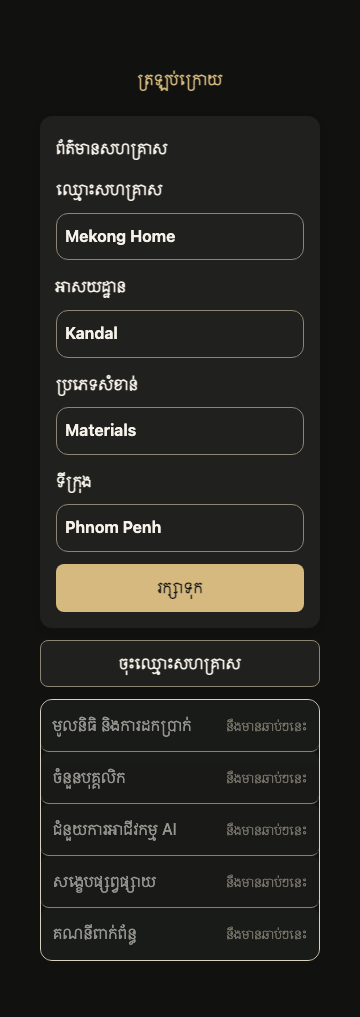 ត្រឡប់ក្រោយ
ព័ត៌មានសហគ្រាស
ឈ្មោះសហគ្រាស
Mekong Home
អាសយដ្ឋាន
Kandal
ប្រភេទសំខាន់
Materials
ទីក្រុង
Phnom Penh
រក្សាទុក
ចុះឈ្មោះសហគ្រាស
មូលនិធិ និងការដកប្រាក់ នឹងមានឆាប់ៗនេះ
ចំនួនបុគ្គលិក នឹងមានឆាប់ៗនេះ
ជំនួយការអាជីវកម្ម AI នឹងមានឆាប់ៗនេះ
សង្ខេបផ្សព្វផ្សាយ នឹងមានឆាប់ៗនេះ
គណនីពាក់ព័ន្ធ នឹងមានឆាប់ៗនេះ